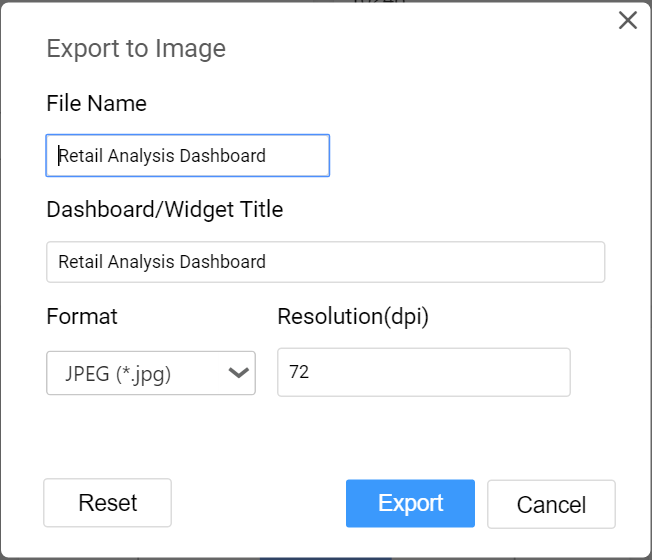 Export to Image
File Name
Retail Analysis Dashboard
Dashboard/Widget Title
Retail Analysis Dashboard
Format Resolution(dpi)
JPEG (*.jpg) 72
Reset Export Cancel